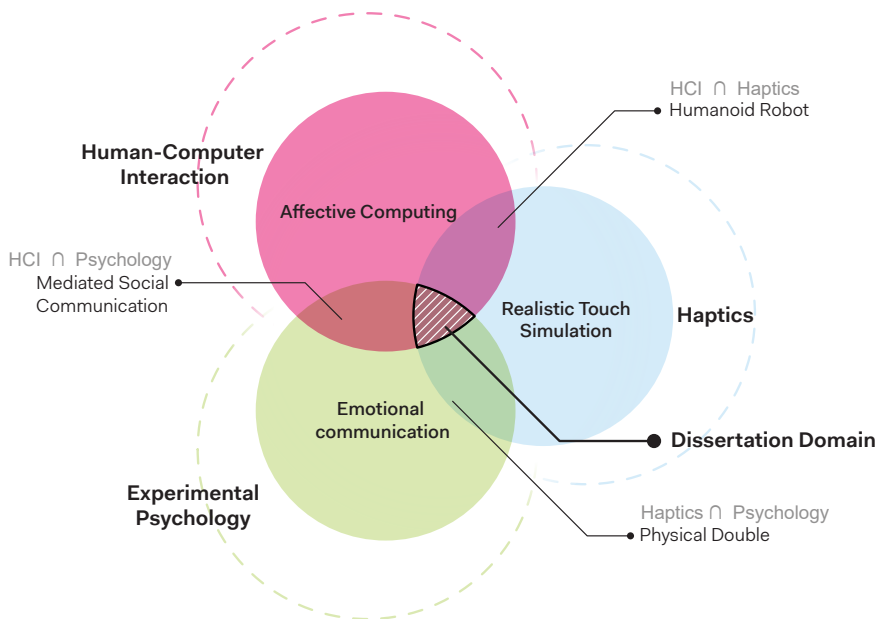 HCI ∩ Haptics
Humanoid Robot
Human-Computer
Interaction
Affective Computing
HCI ∩ Psychology
Mediated Social
Communication
Realistic Touch
Simulation
Haptics
Emotional
communication
Dissertation Domain
Experimental
Psychology
Haptics ∩ Psychology
Physical Double